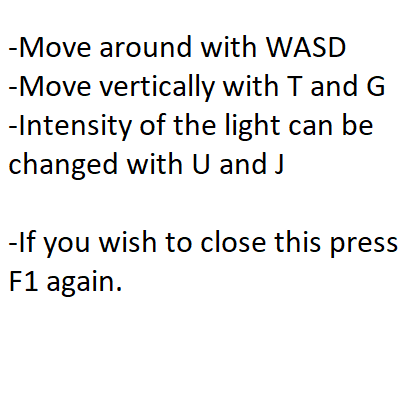 -Move around with WASD
-Move vertically with T and G
-Intensity of the light can be
changed with U and J
-If you wish to close this press
F1 again.